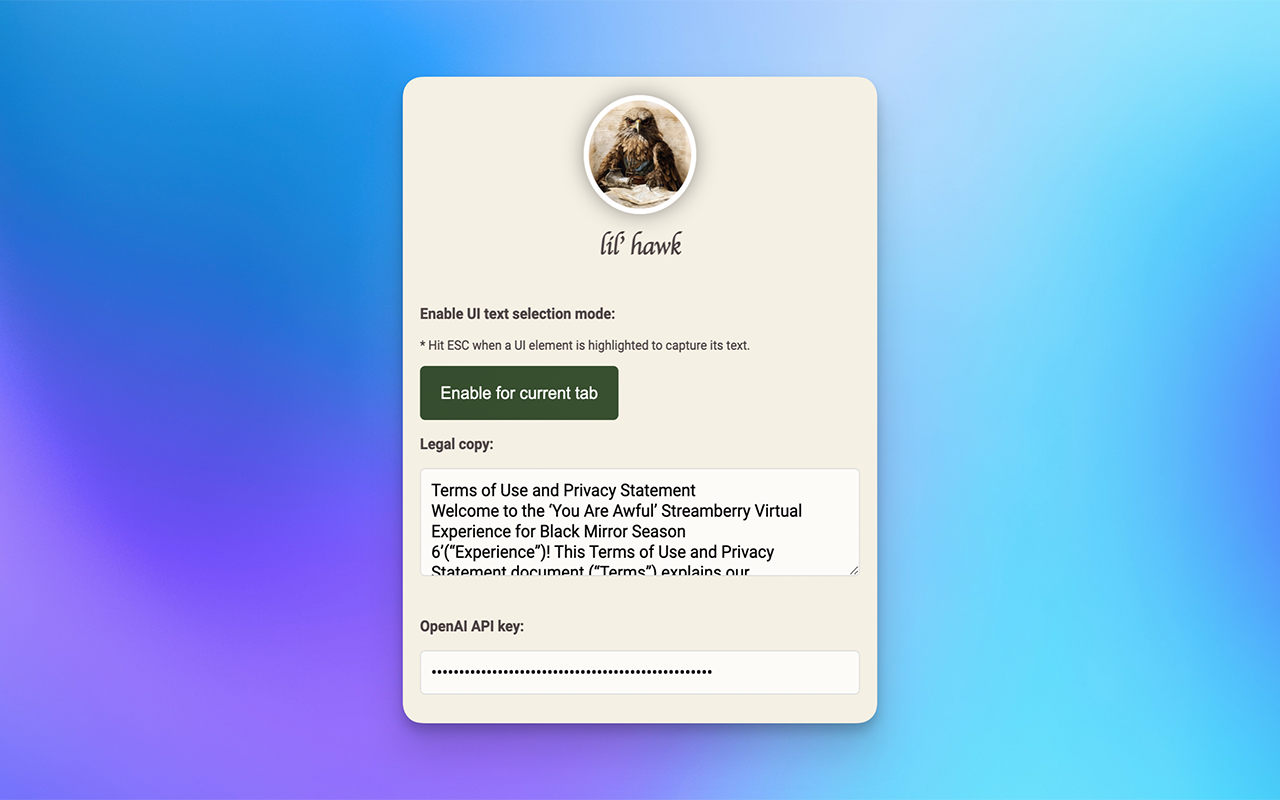 lil' hawk
Enable UI text selection mode:
* Hit ESC when a UI element is highlighted to capture its text.
Enable for current tab
Legal copy:
Terms of Use and Privacy Statement
Welcome to the ‘You Are Awful’ Streamberry Virtual
Experience for Black Mirror Season
6’(“Experience”)! This Terms of Use and Privacy
Statement document (“Terms”) explains our
OpenAI API key: